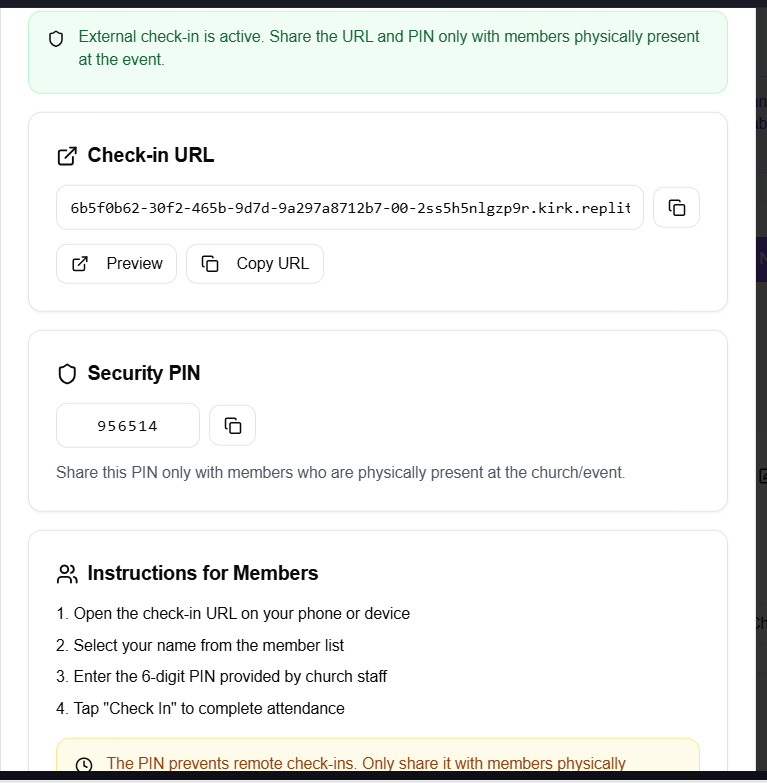 External check-in is active. Share the URL and PIN only with members physically present
at the event.
Check-in URL
6b5f0b62-30f2-465b-9d7d-9a297a8712b7-00-2ss5h5nlgzp9r.kirk.replit
Preview
Copy URL
Security PIN
956514
Share this PIN only with members who are physically present at the church/event.
Instructions for Members
1. Open the check-in URL on your phone or device
2. Select your name from the member list
3. Enter the 6-digit PIN provided by church staff
4. Tap "Check In" to complete attendance
The PIN prevents remote check-ins. Only share it with members physically